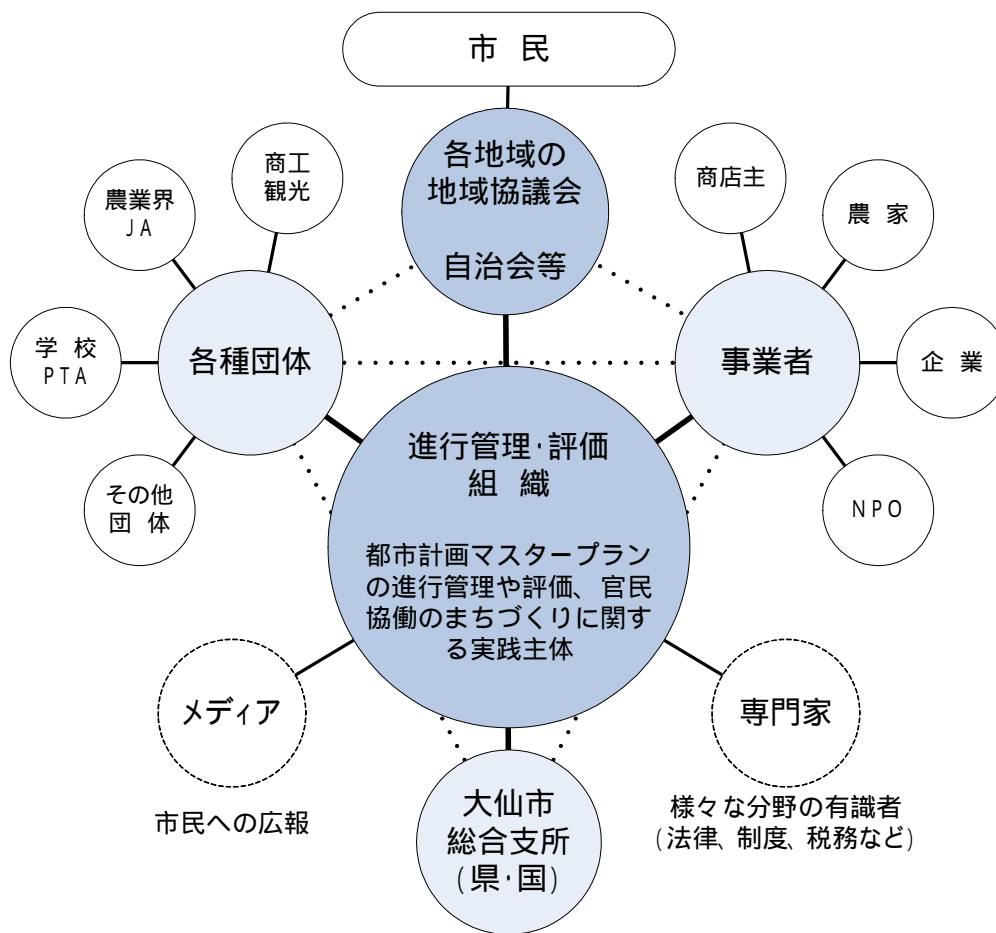 市 民
各地域の
地域協議会
自治会等
商工
観光
農業界
JA
学 校
PTA
その他
団 体
各種団体
商店主
農 家
企 業
NPO
事業者
進行管理・評価
組 織
都市計画マスタープラン
の進行管理や評価、官民
協働のまちづくりに関す
る実践主体
メディア
市民への広報
専門家
様々な分野の有識者
(法律、制度、税務など)
大仙市
総合支所
(県・国)